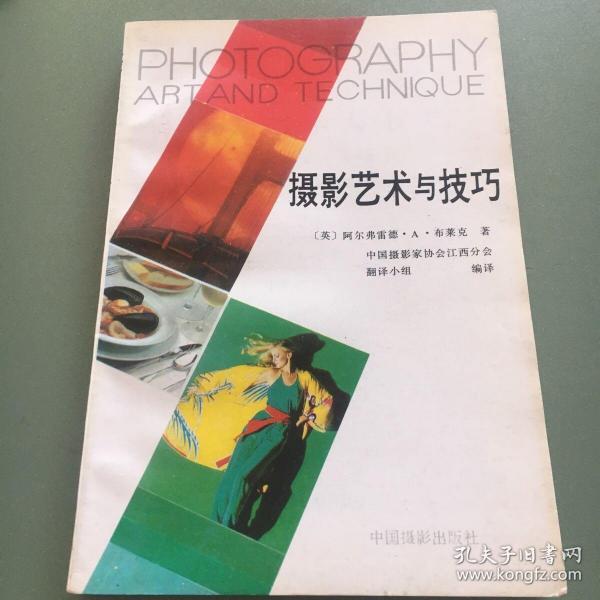 PHOTOGRAPHY
ART AND TECHNIQUE
摄影艺术与技巧
〔英〕阿尔弗雷德·A·布莱克 著
中国摄影家协会江西分会
翻译小组 编译
中国摄影出版社
孔夫子旧书网
www.kongfz.com